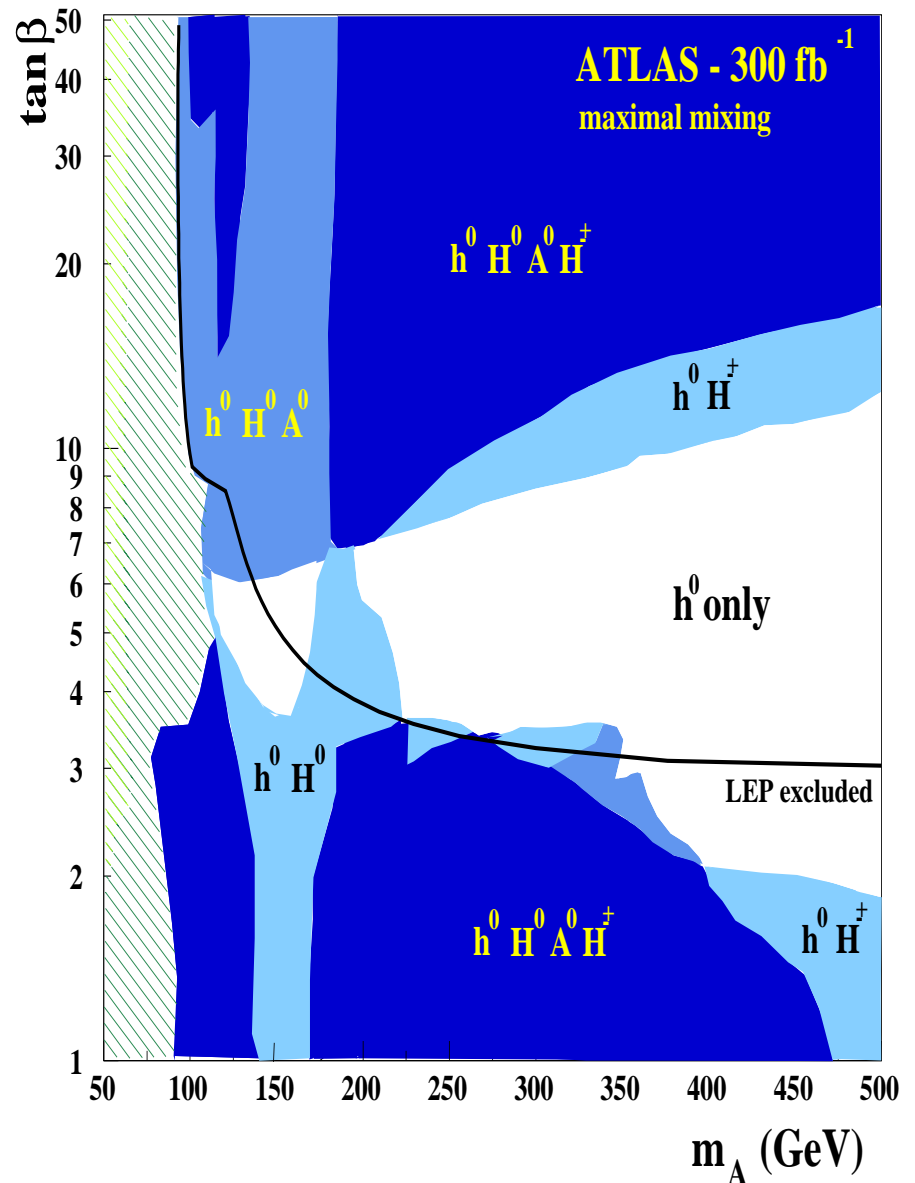 tan β
50
40
30
20
10
9
8
7
6
5
4
3
2
1
ATLAS - 300 fb⁻¹
maximal mixing
h⁰ H⁰ A⁰ H±
h⁰ H±
h⁰ H⁰ A⁰
h⁰ only
h⁰ H⁰
LEP excluded
h⁰ H⁰ A⁰ H±
h⁰ H±
50 100 150 200 250 300 350 400 450 500
m_A (GeV)